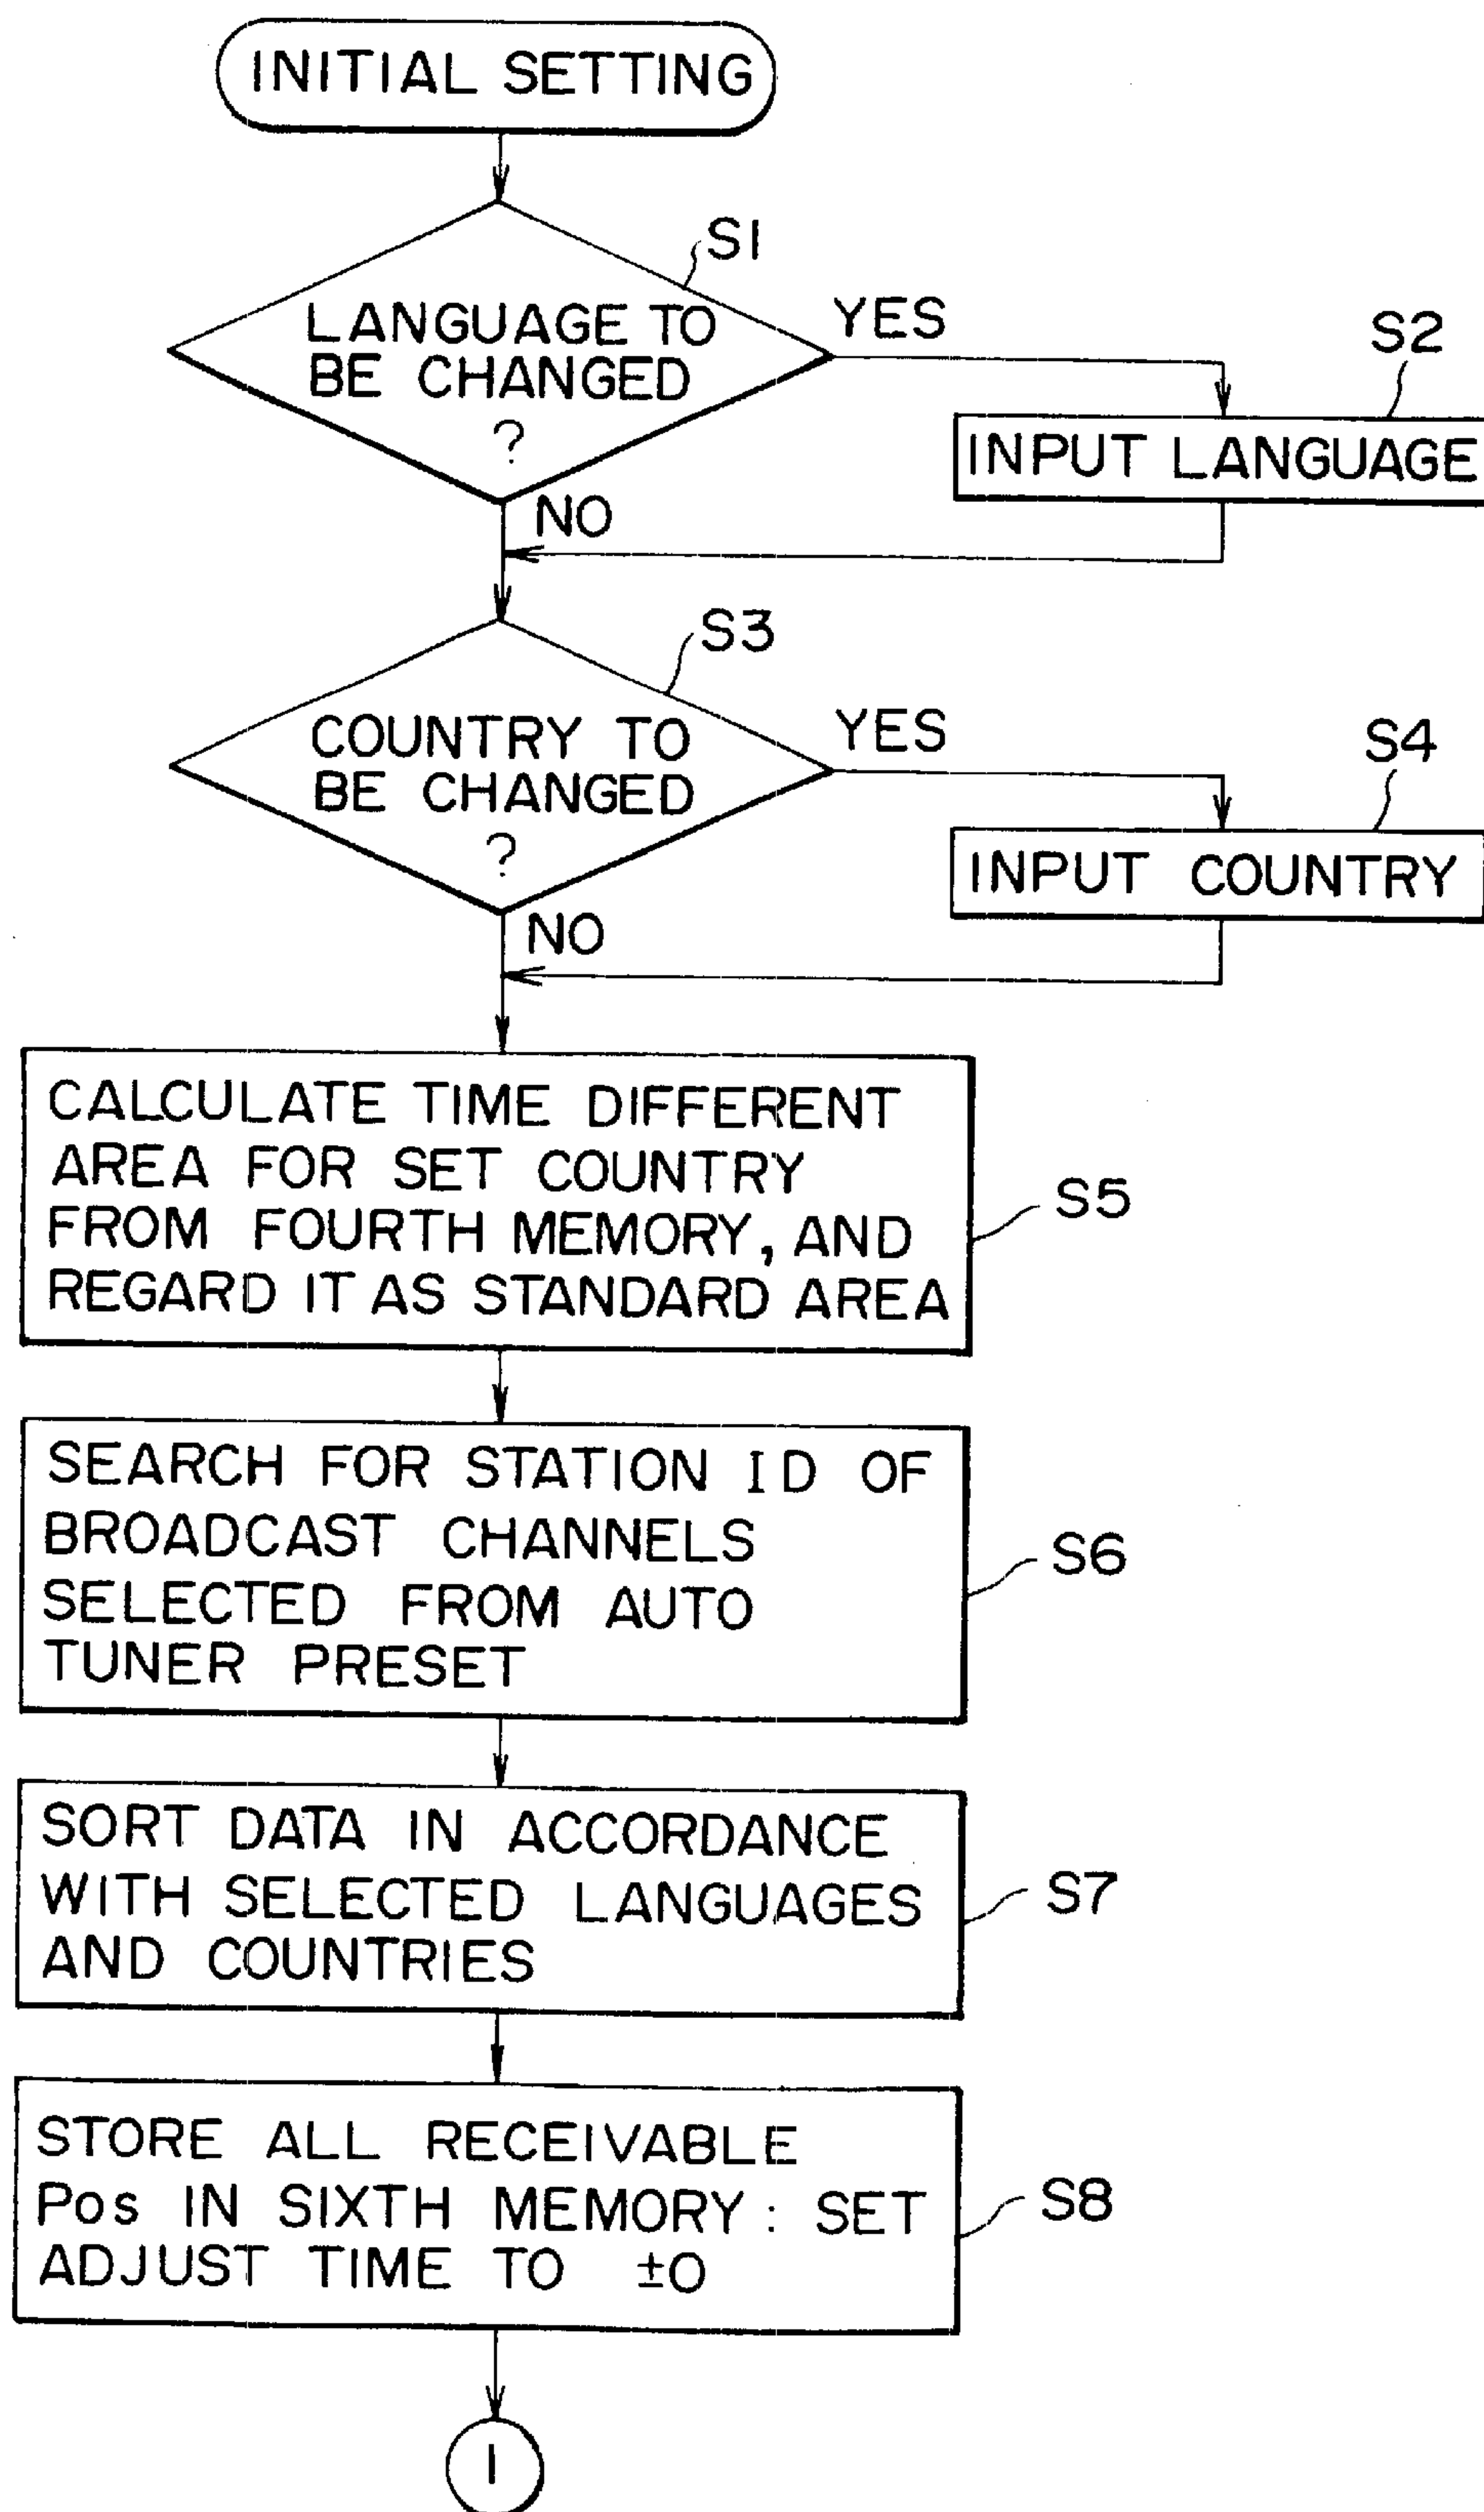 INITIAL SETTING
S1
LANGUAGE TO
BE CHANGED
?
YES
S2
INPUT LANGUAGE
NO
S3
COUNTRY TO
BE CHANGED
?
YES
S4
INPUT COUNTRY
NO
CALCULATE TIME DIFFERENT
AREA FOR SET COUNTRY
FROM FOURTH MEMORY, AND
REGARD IT AS STANDARD AREA
S5
SEARCH FOR STATION ID OF
BROADCAST CHANNELS
SELECTED FROM AUTO
TUNER PRESET
S6
SORT DATA IN ACCORDANCE
WITH SELECTED LANGUAGES
AND COUNTRIES
S7
STORE ALL RECEIVABLE
Pos IN SIXTH MEMORY : SET
ADJUST TIME TO ±0
S8
1